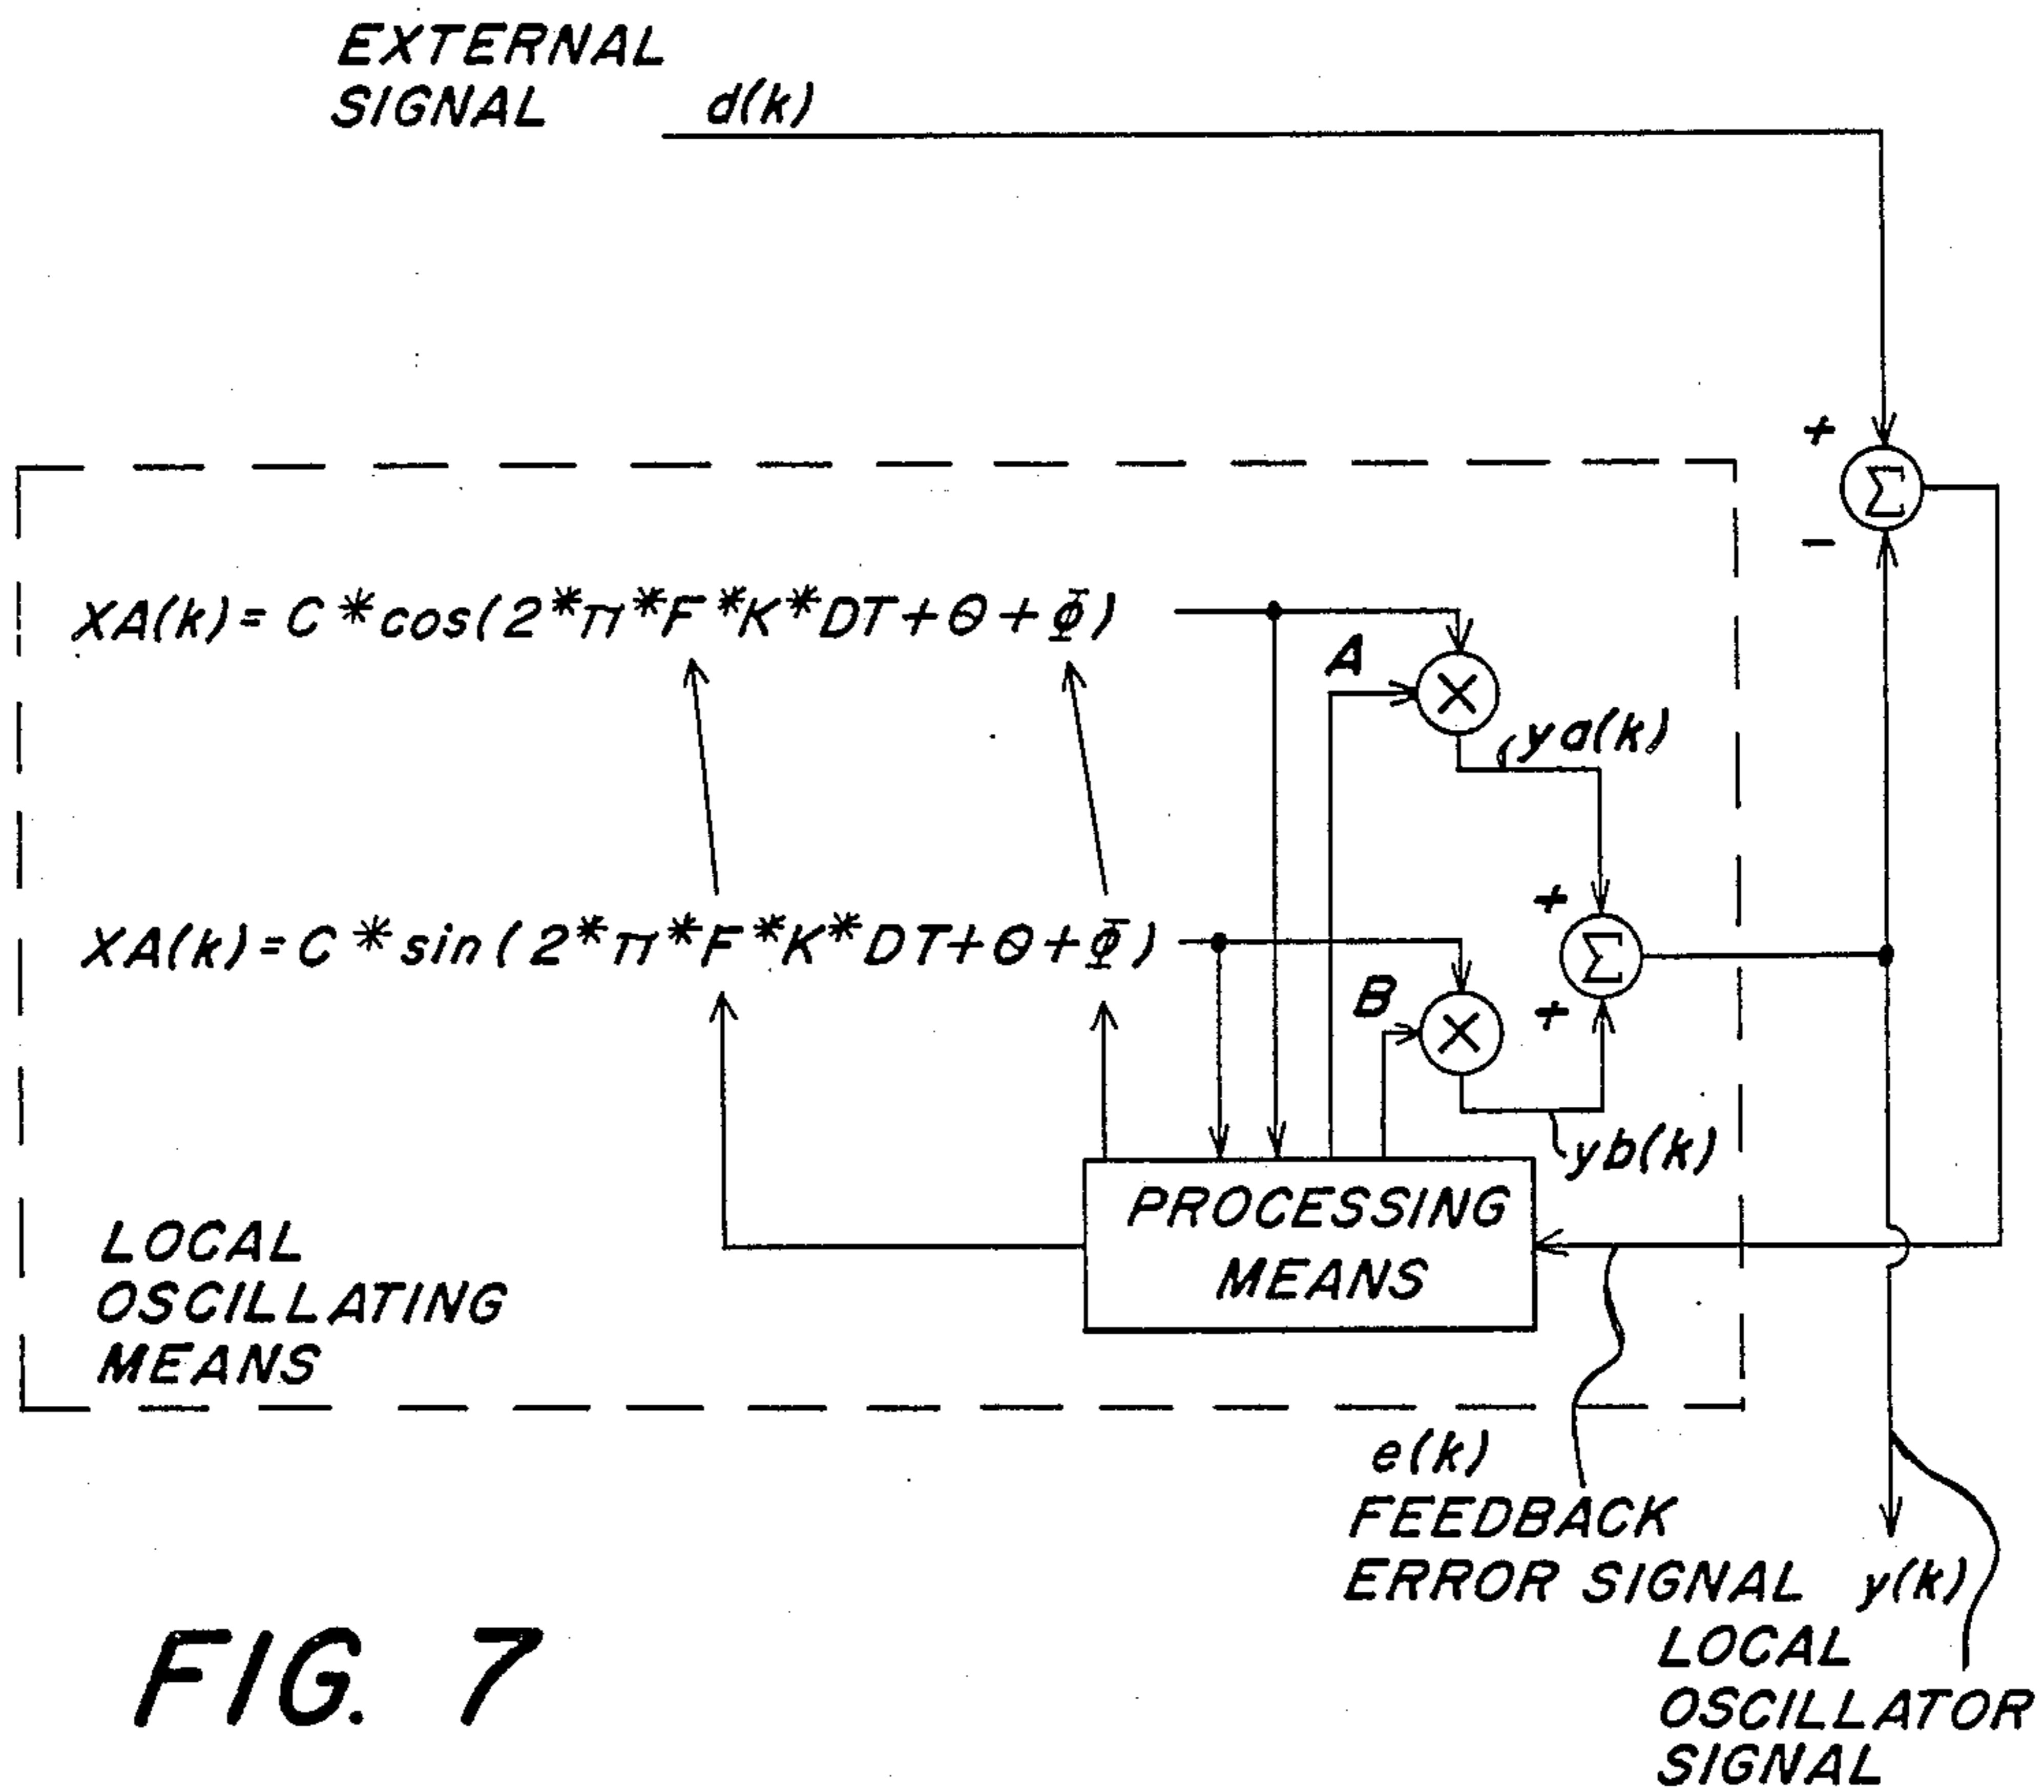 EXTERNAL
SIGNAL
d(k)
+
Σ
−
XA(k)= C*cos(2*π*F*K*DT+Θ+Φ)
A
×
ya(k)
+
XA(k)=C*sin(2*π*F*K*DT+Θ+Φ)
Σ
B
×
+
yb(k)
PROCESSING
MEANS
LOCAL
OSCILLATING
MEANS
e(k)
FEEDBACK
ERROR SIGNAL
y(k)
LOCAL
OSCILLATOR
SIGNAL
FIG. 7